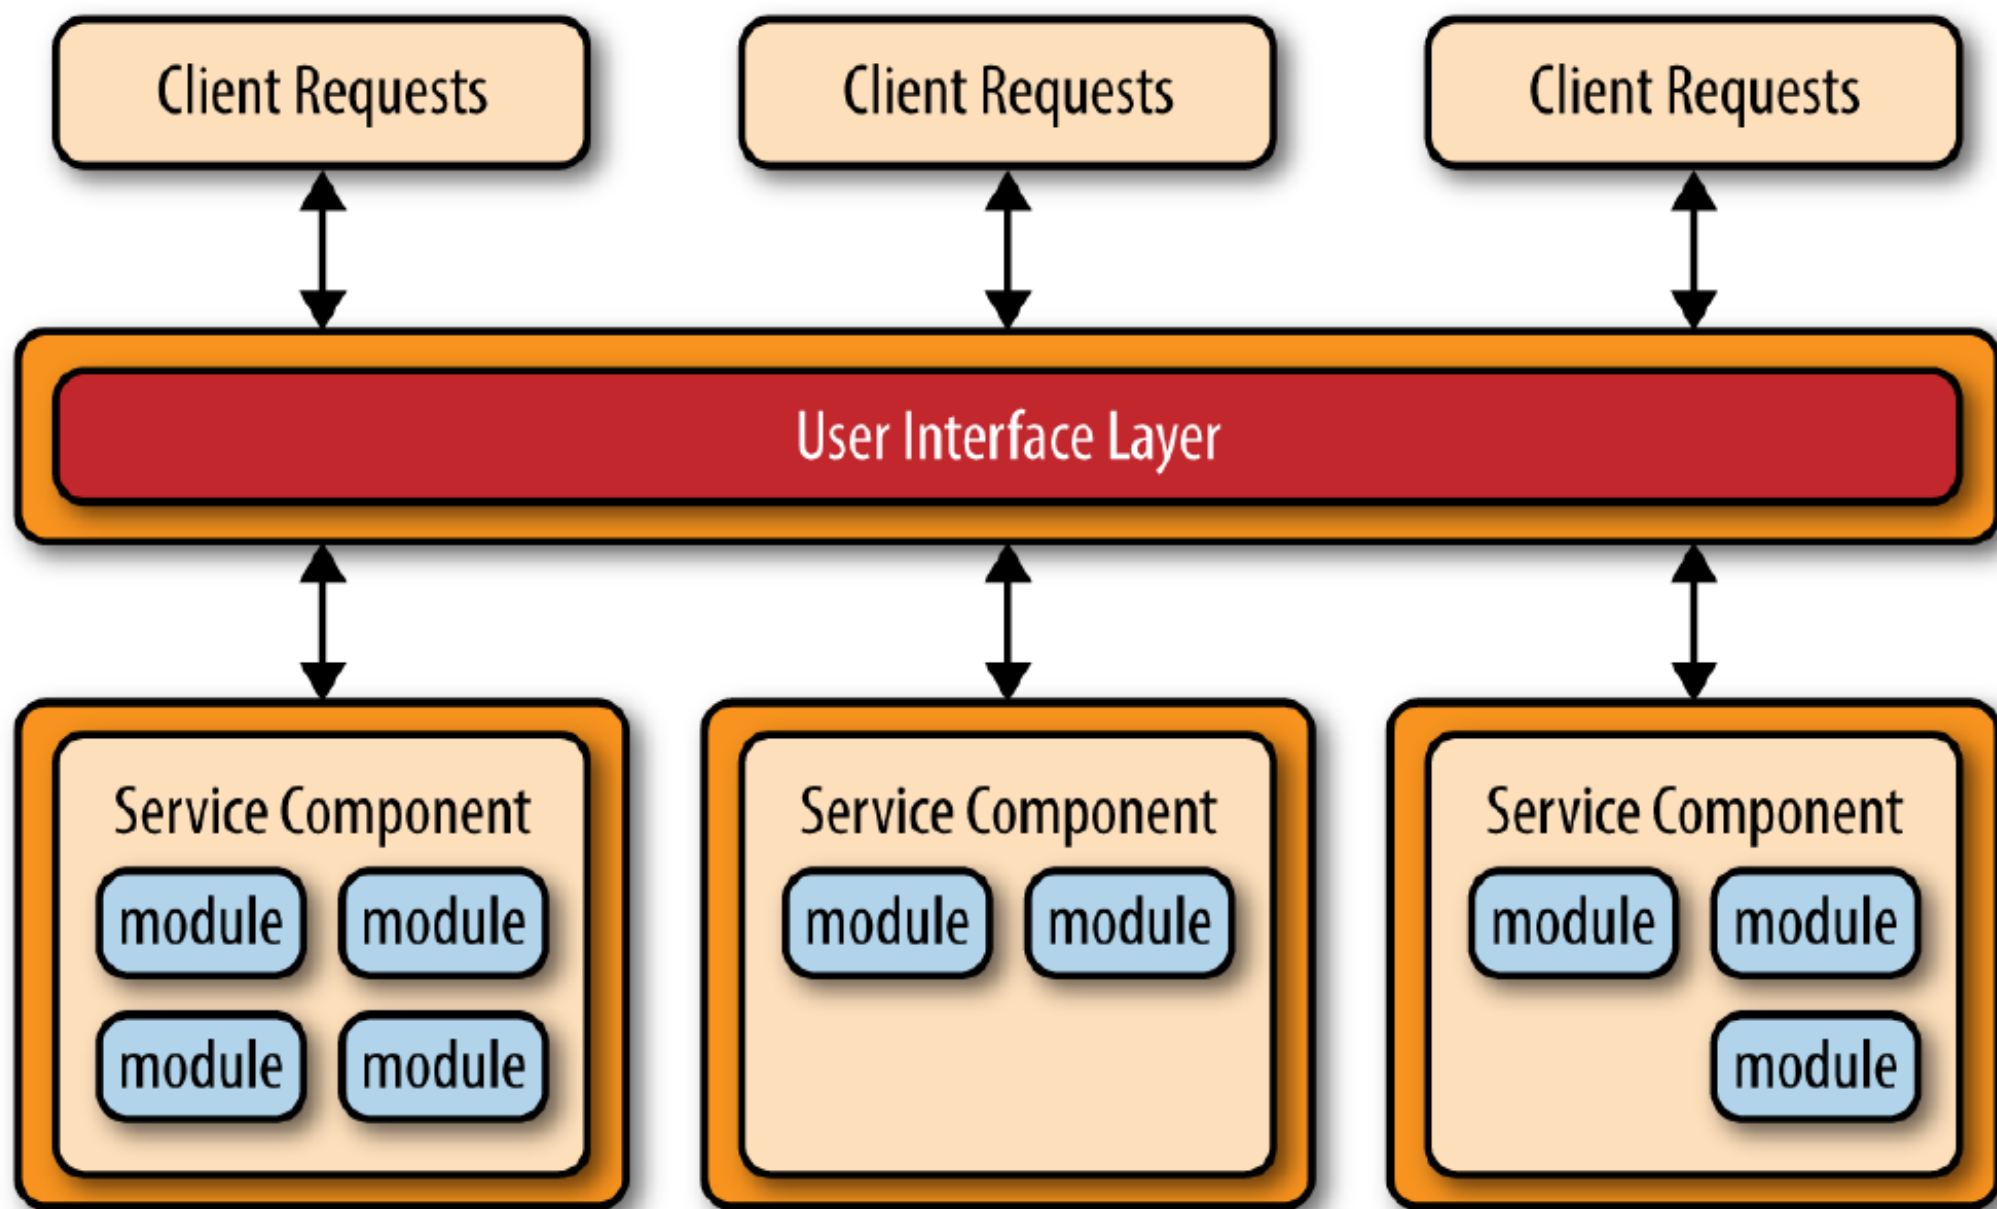 Client Requests
Client Requests
Client Requests
User Interface Layer
Service Component
module
module
module
module
Service Component
module
module
Service Component
module
module
module